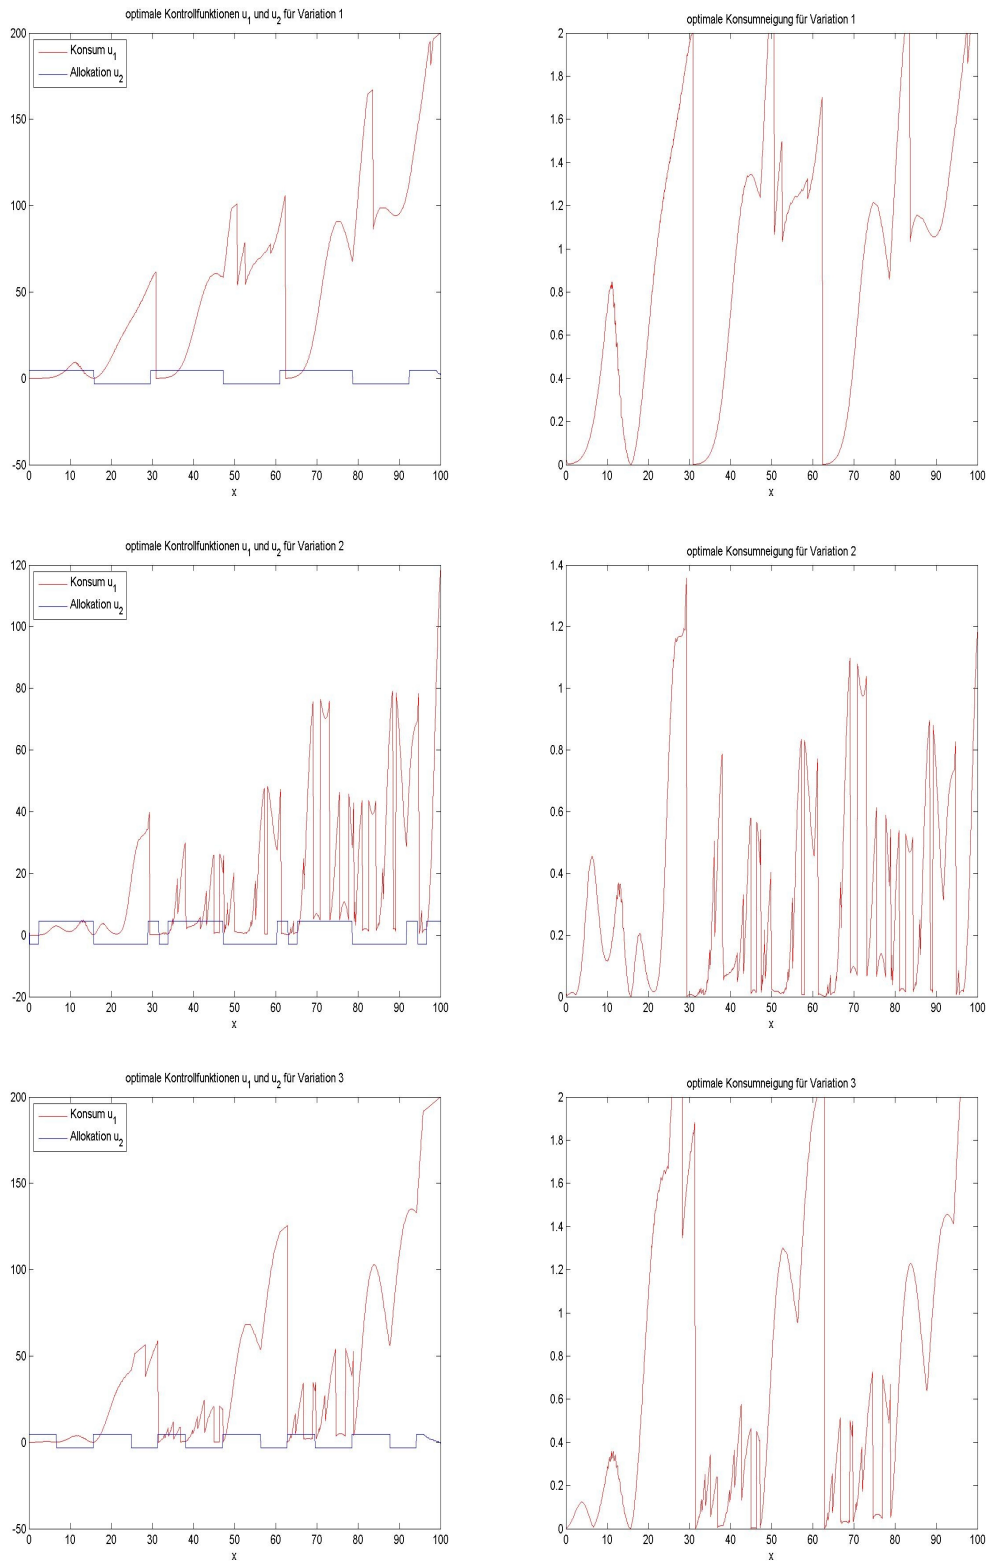 optimale Kontrollfunktionen u1 und u2 für Variation 1
200
150
100
50
0
-50
Konsum u1
Allokation u2
0 10 20 30 40 50 60 70 80 90 100
x
optimale Konsumneigung für Variation 1
2
1.8
1.6
1.4
1.2
1
0.8
0.6
0.4
0.2
0
0 10 20 30 40 50 60 70 80 90 100
x
optimale Kontrollfunktionen u1 und u2 für Variation 2
120
100
80
60
40
20
0
-20
Konsum u1
Allokation u2
0 10 20 30 40 50 60 70 80 90 100
x
optimale Konsumneigung für Variation 2
1.4
1.2
1
0.8
0.6
0.4
0.2
0
0 10 20 30 40 50 60 70 80 90 100
x
optimale Kontrollfunktionen u1 und u2 für Variation 3
200
150
100
50
0
-50
Konsum u1
Allokation u2
0 10 20 30 40 50 60 70 80 90 100
x
optimale Konsumneigung für Variation 3
2
1.8
1.6
1.4
1.2
1
0.8
0.6
0.4
0.2
0
0 10 20 30 40 50 60 70 80 90 100
x